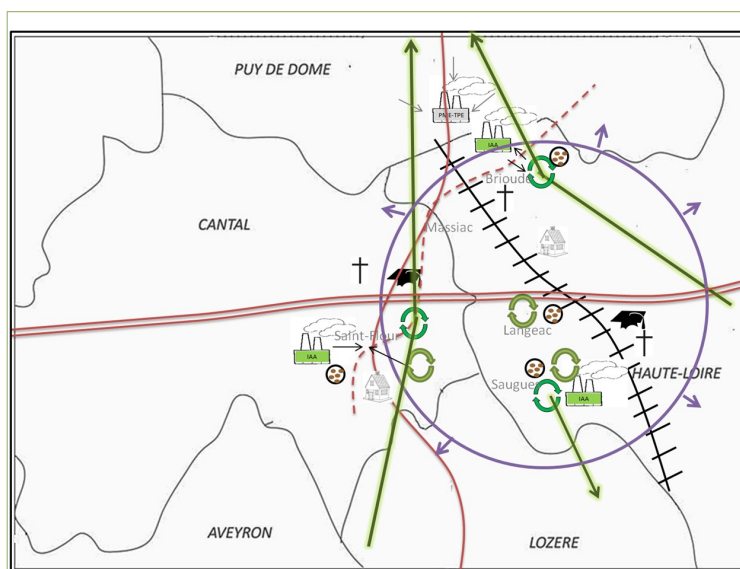 PUY DE DOME
PME-TPE
IAA
Brioude
CANTAL
Massiac
Saint-Flour
Langeac
IAA
Saugues
HAUTE-LOIRE
IAA
AVEYRON
LOZERE